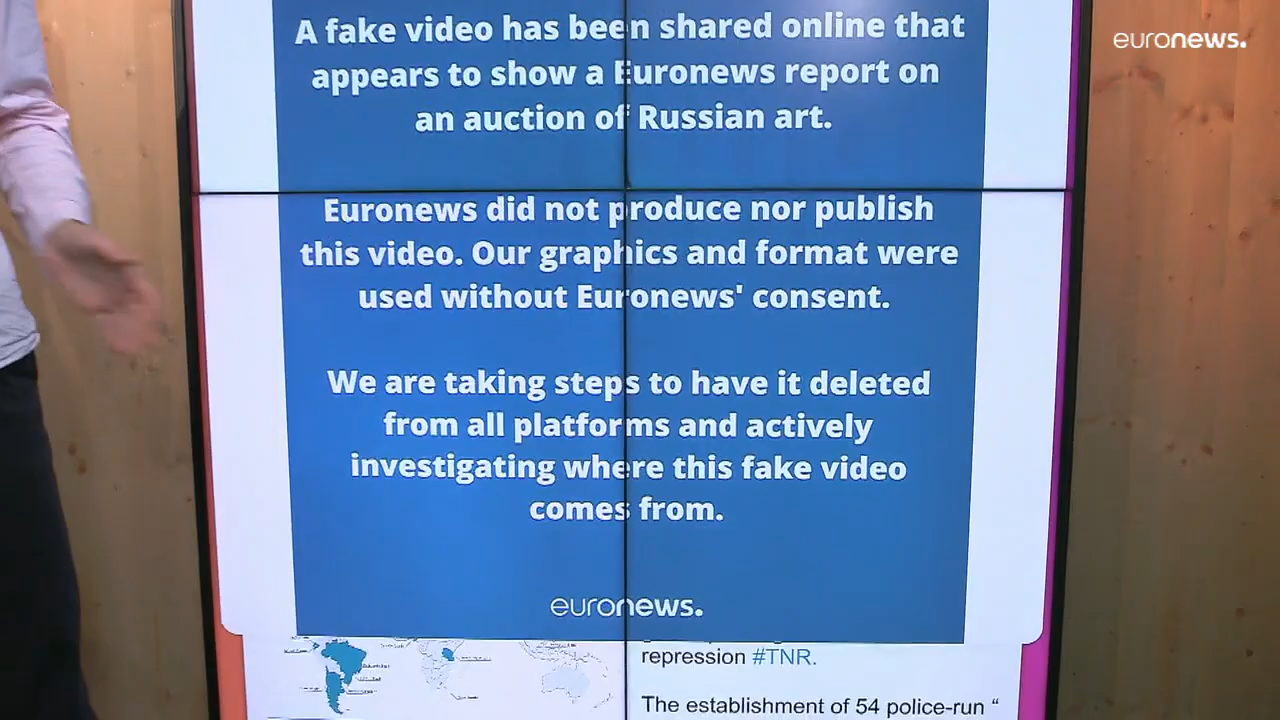 A fake video has been shared online that
euronews.
appears to show a Euronews report on
an auction of Russian art.
Euronews did not produce nor publish
this video. Our graphics and format were
used without Euronews' consent.
We are taking steps to have it deleted
from all platforms and actively
investigating where this fake video
comes from.
euronews.
repression #TNR.
The establishment of 54 police-run “